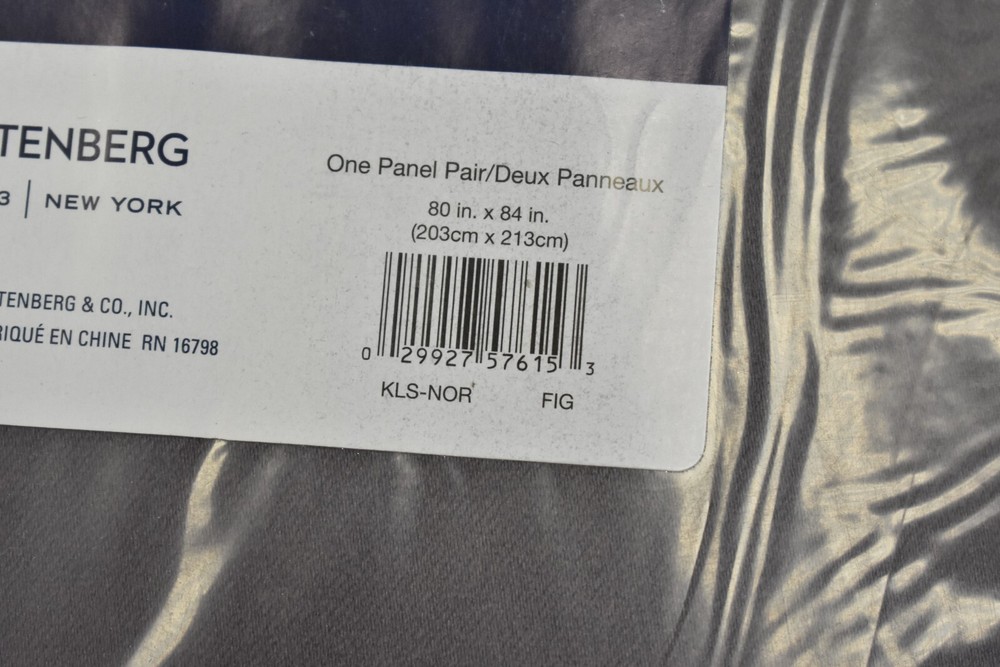 TENBERG
3 | NEW YORK
TENBERG & CO., INC.
RIQUÉ EN CHINE RN 16798
One Panel Pair/Deux Panneaux
80 in. x 84 in.
(203cm x 213cm)
0 29927 57615 3
KLS-NOR FIG